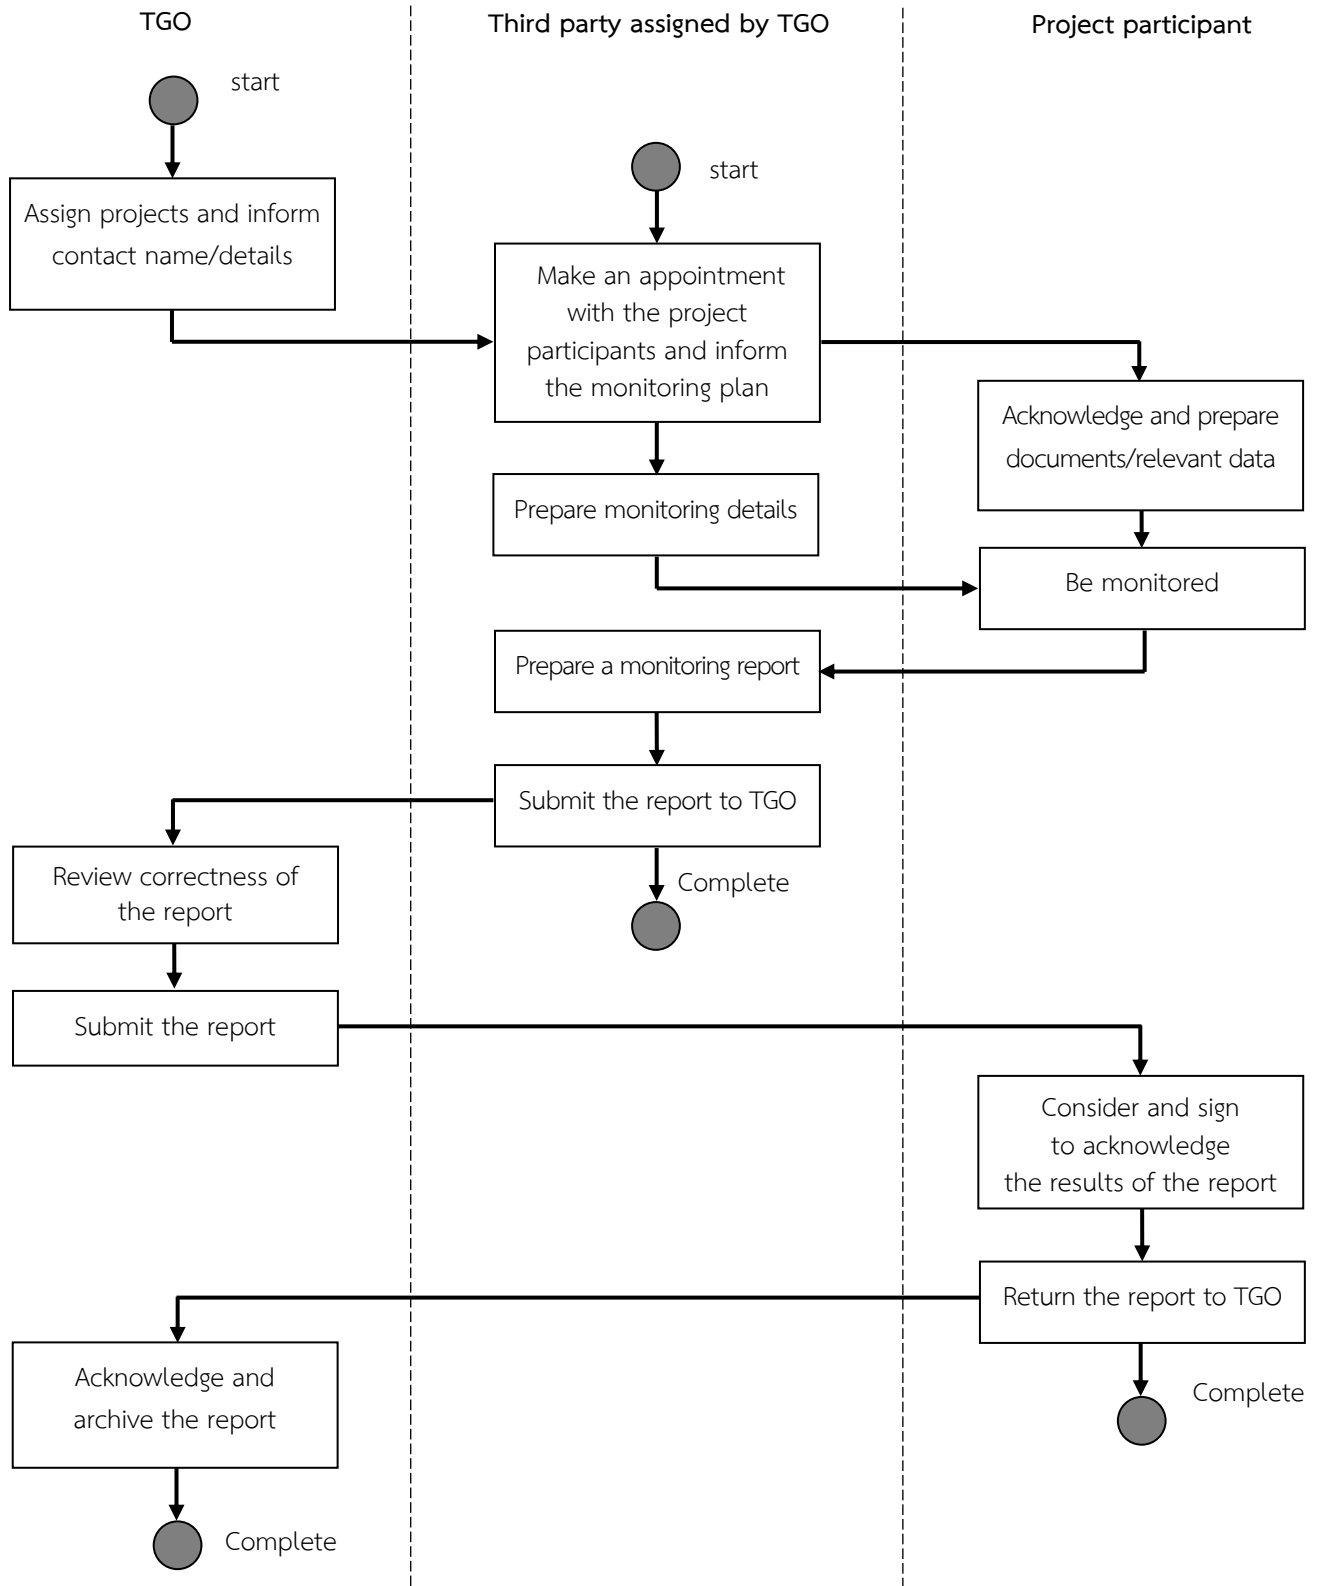 TGO
Third party assigned by TGO
Project participant
start
start
Assign projects and inform
contact name/details
Make an appointment
with the project
participants and inform
the monitoring plan
Acknowledge and prepare
documents/relevant data
Prepare monitoring details
Be monitored
Prepare a monitoring report
Submit the report to TGO
Review correctness of
the report
Complete
Submit the report
Consider and sign
to acknowledge
the results of the report
Return the report to TGO
Acknowledge and
archive the report
Complete
Complete